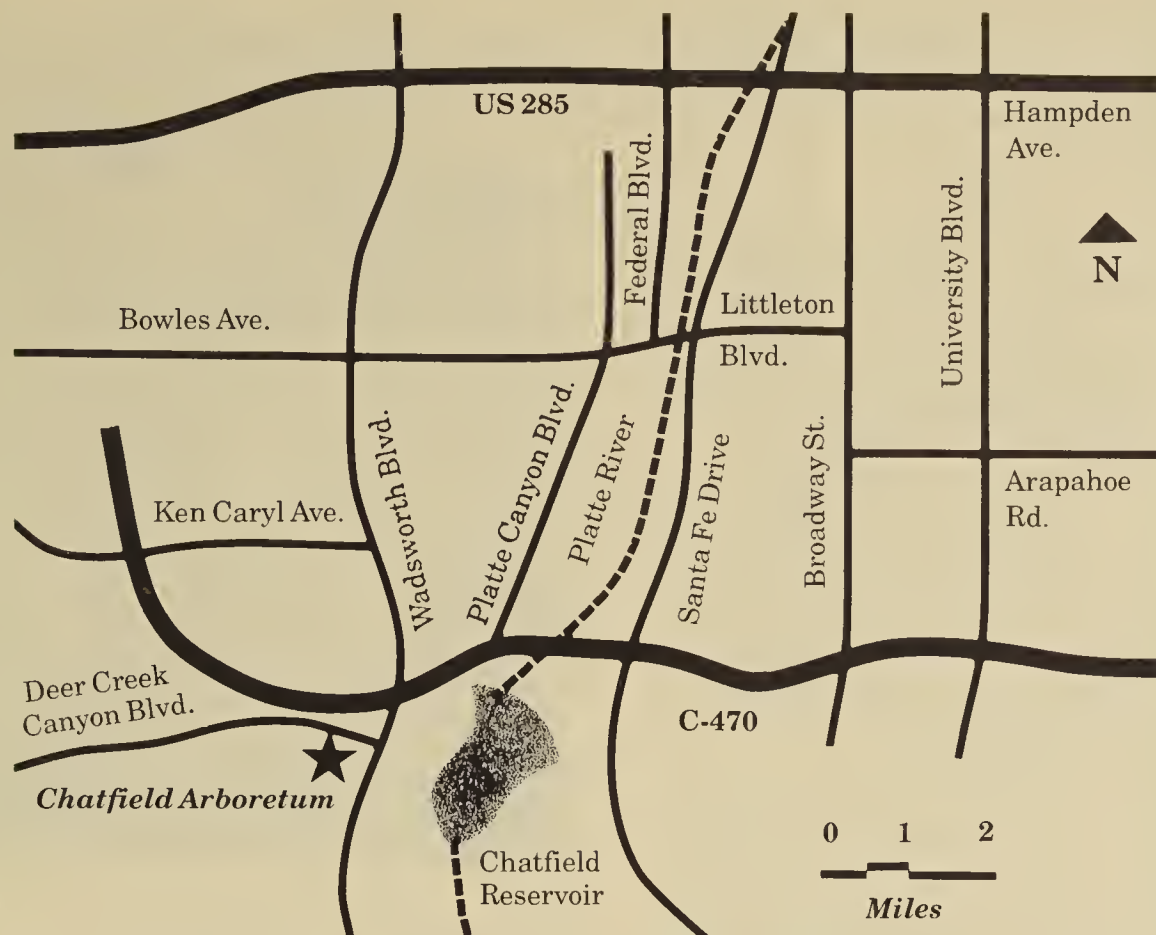 US 285
Hampden
Ave.
Federal Blvd.
University Blvd.
N
Bowles Ave.
Littleton
Blvd.
Wadsworth Blvd.
Platte Canyon Blvd.
Platte River
Santa Fe Drive
Broadway St.
Ken Caryl Ave.
Arapahoe
Rd.
Deer Creek
Canyon Blvd.
C-470
Chatfield Arboretum
Chatfield
Reservoir
0 1 2
Miles